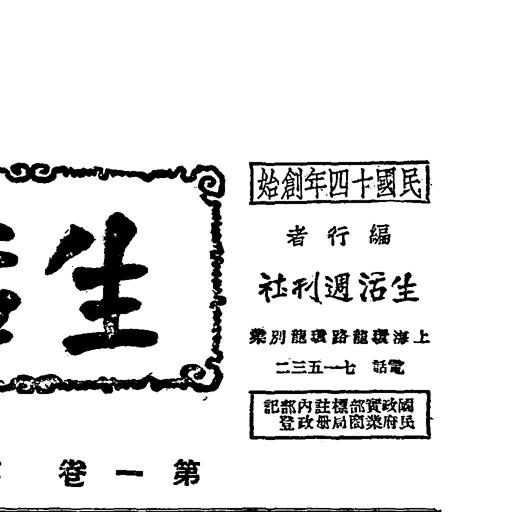 民國十四年創始
編行者
生活週刊社
上海環龍路環龍別業
電話 七一五三二
國民政府實業部商標局註冊內政部登記
生活
第一卷